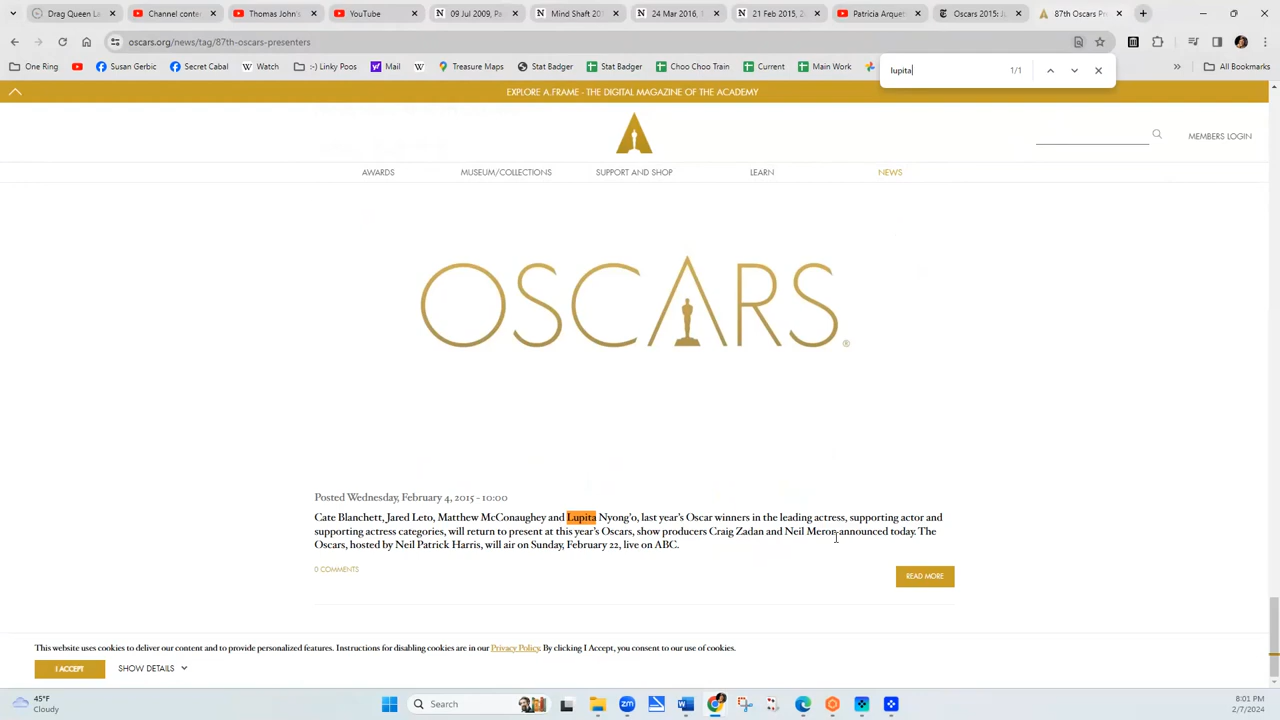 Drag Queen La
Susan Gerbic
Susan Gerbic
Susan Gerbic
Mark Johns
09 Jul 2009, Pa
Mind Shaft 20
24 Mar 2016,
21 Feb 2015,
Patricia Arquet
Oscars 2015: J
87th Oscars Pr
oscars.org/news/tag/87th-oscars-presenters
One Ring
Susan Gerbic
Secret Cabal
Watch
:-) Linky Poos
Mail
Puget Maps
Stat Badger
Stat Badger
Choo Choo Train
Current
Main Work
All Bookmarks
lupita
1/1
EXPLORE A.FRAME - THE DIGITAL MAGAZINE OF THE ACADEMY
MEMBERS LOGIN
AWARDS
MUSEUM/COLLECTIONS
SUPPORT AND SHOP
LEARN
NEWS
OSCARS®
Posted Wednesday, February 4, 2015 - 10:00
Cate Blanchett, Jared Leto, Matthew McConaughey and Lupita Nyong'o, last year's Oscar winners in the leading actress, supporting actor and
supporting actress categories, will return to present at this year's Oscars, show producers Craig Zadan and Neil Meron announced today. The
Oscars, hosted by Neil Patrick Harris, will air on Sunday, February 22, live on ABC.
0 COMMENTS
READ MORE
This website uses cookies to deliver our content and to provide personalized features. Instructions for disabling cookies are in our Privacy Policy. By clicking I Accept, you consent to our use of cookies.
I ACCEPT
SHOW DETAILS
45°F
Cloudy
Search
8:01 PM
2/7/2024